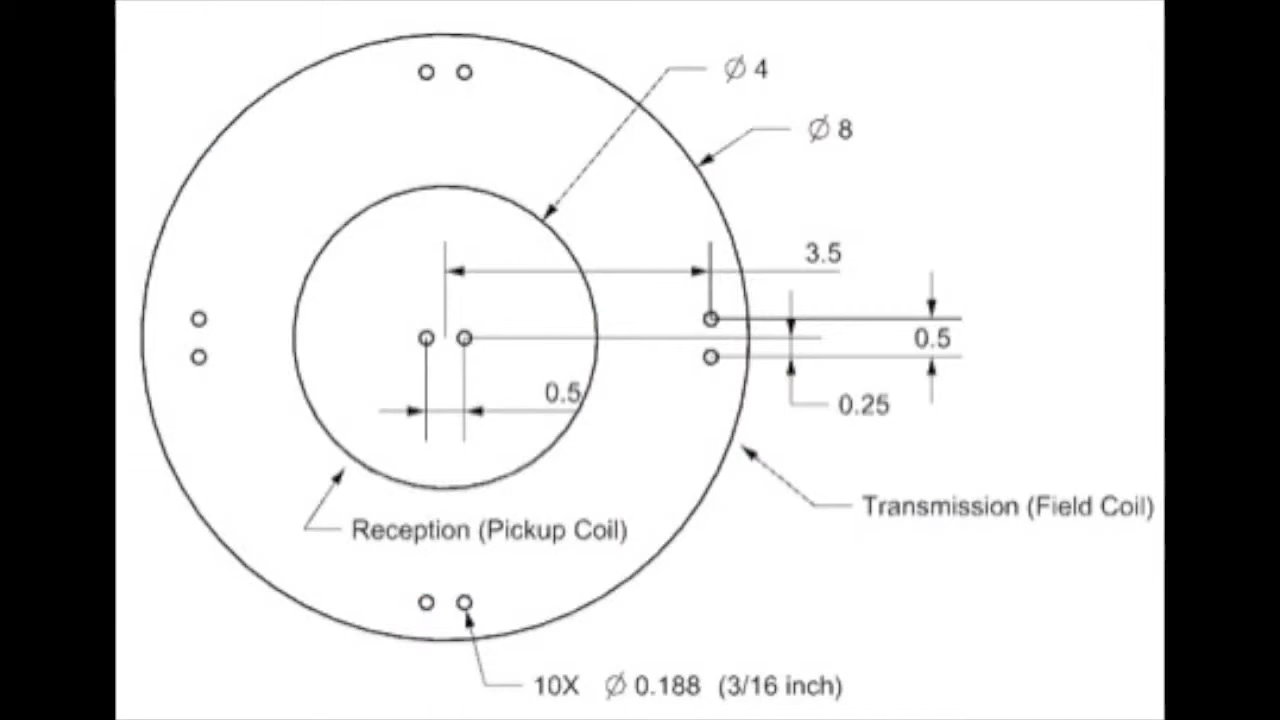 Ø 4
Ø 8
3.5
0.5
0.5
0.25
Transmission (Field Coil)
Reception (Pickup Coil)
10X Ø 0.188 (3/16 inch)